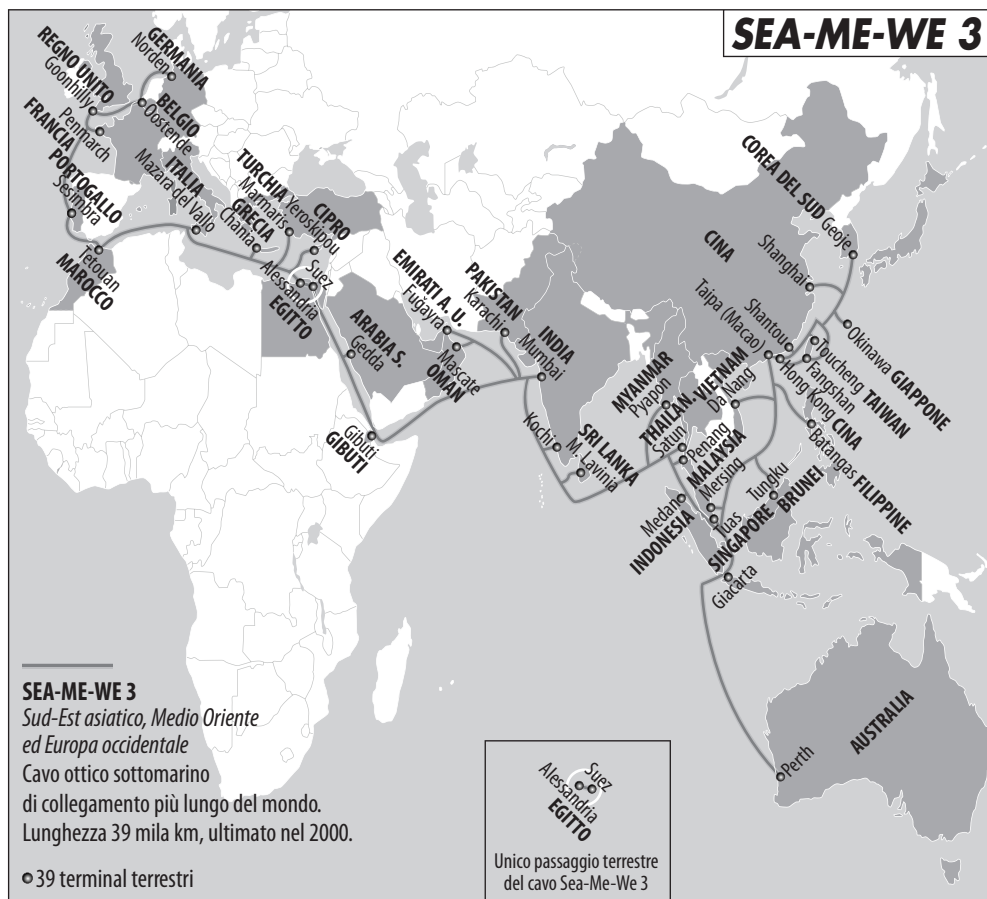 SEA-ME-WE 3
GERMANIA
Norden
REGNO UNITO
Goonhilly
BELGIO
Oostende
FRANCIA
Penmarch
PORTOGALLO
Sesimbra
ITALIA
Mazara del Vallo
MAROCCO
Tetouan
GRECIA
Chania
TURCHIA
Marmaris
CIPRO
Yeroskipou
EGITTO
Alessandria
Suez
ARABIA S.
Gedda
GIBUTI
Gibuti
EMIRATI A. U.
Fuğayra
OMAN
Mascate
PAKISTAN
Karachi
INDIA
Mumbai
Kochi
SRI LANKA
M. Lavinia
MYANMAR
Pyapon
THAILAN.
Satun
VIETNAM
Da Nang
MALAYSIA
Penang
Mersing
INDONESIA
Medan
Giacarta
SINGAPORE
Tuas
BRUNEI
Tungku
FILIPPINE
Batangas
CINA
Shanghai
Shantou
Taipa (Macao)
Hong Kong CINA
TAIWAN
Toucheng
Fangshan
COREA DEL SUD
Geoje
GIAPPONE
Okinawa
AUSTRALIA
Perth
SEA-ME-WE 3
Sud-Est asiatico, Medio Oriente
ed Europa occidentale
Cavo ottico sottomarino
di collegamento più lungo del mondo.
Lunghezza 39 mila km, ultimato nel 2000.
39 terminal terrestri
Suez
Alessandria
EGITTO
Unico passaggio terrestre
del cavo Sea-Me-We 3